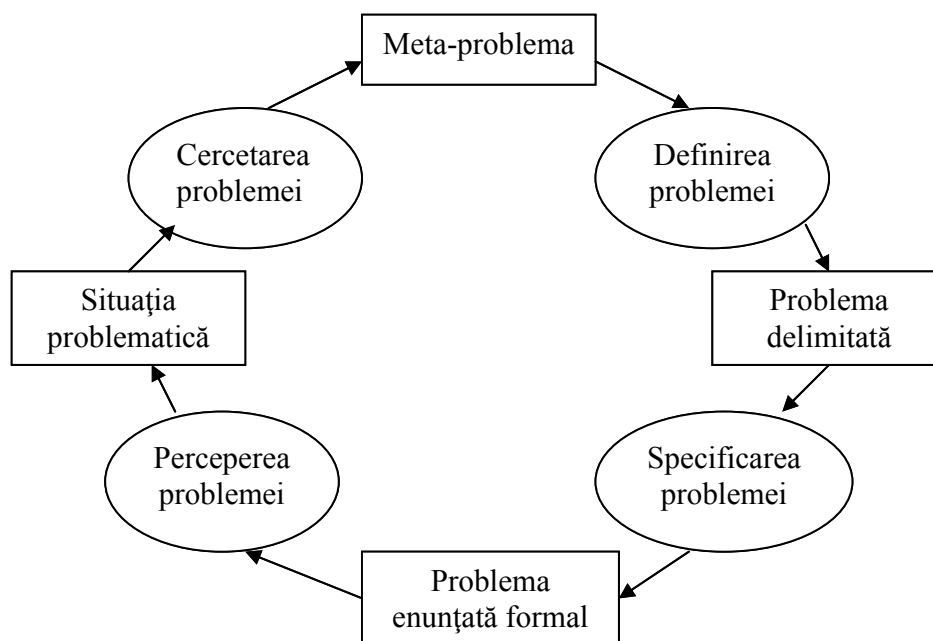 Meta-problema
Cercetarea
problemei
Definirea
problemei
Situaţia
problematică
Problema
delimitată
Perceperea
problemei
Specificarea
problemei
Problema
enunţată formal